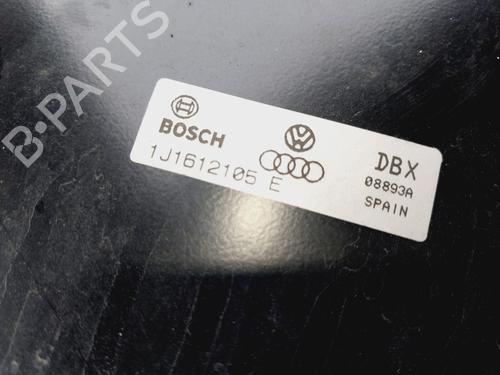 B-PARTS
BOSCH
1J1612105 E
DBX
08893A
SPAIN